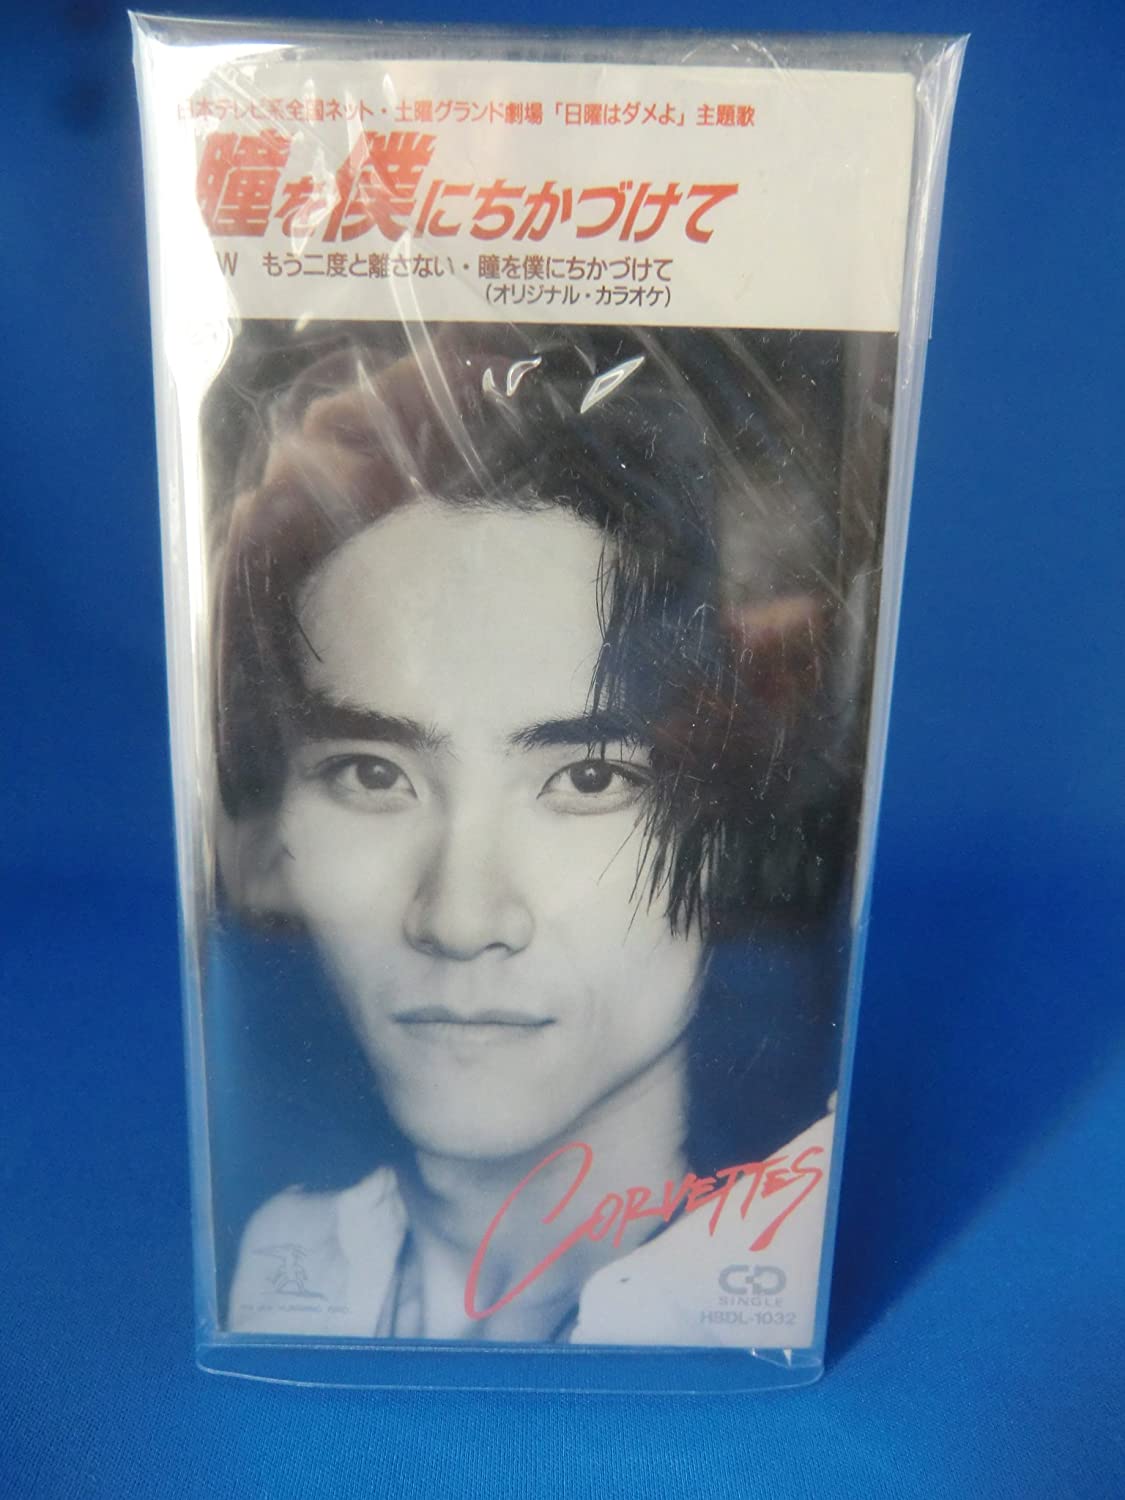 日本テレビ系全国ネット・土曜グランド劇場「日曜はダメよ」主題歌
瞳を僕にちかづけて
W もう二度と離さない・瞳を僕にちかづけて
(オリジナル・カラオケ)
CORVETTES
CD
SINGLE
HBDL-1032